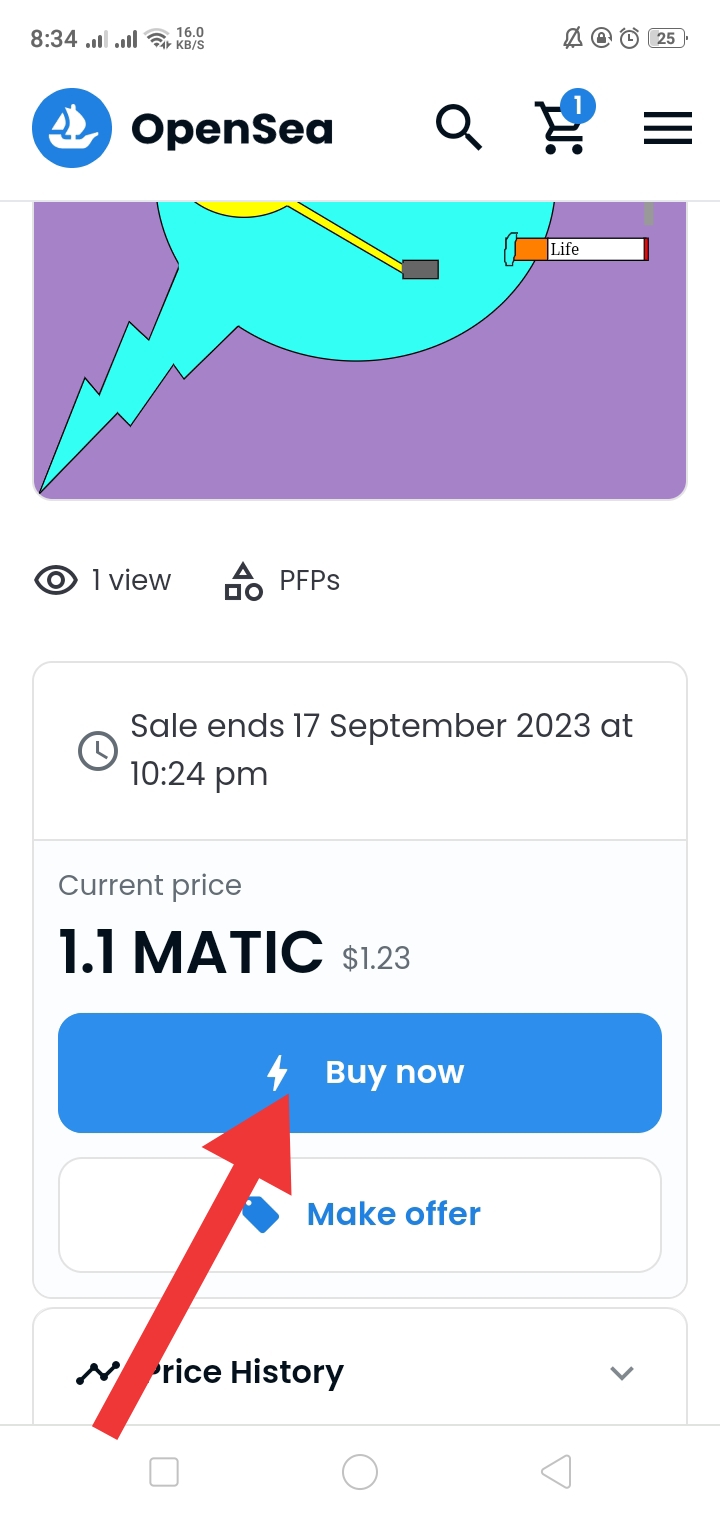 8:34 16.0 KB/S 25
OpenSea 1
Life
1 view PFPs
Sale ends 17 September 2023 at
10:24 pm
Current price
1.1 MATIC $1.23
Buy now
Make offer
Price History